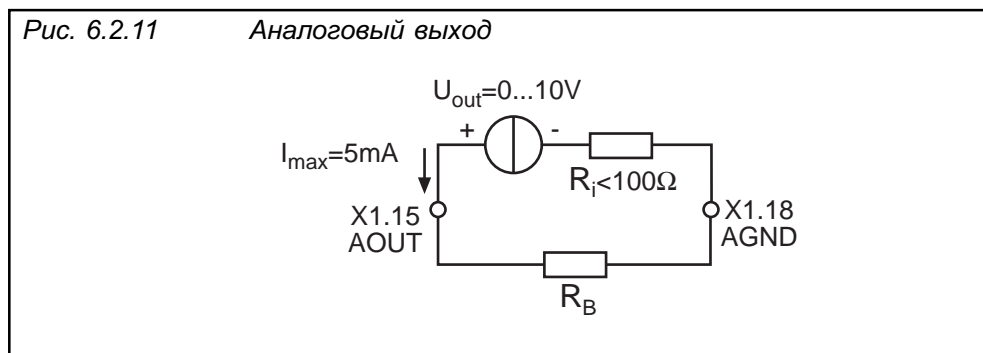 Рис. 6.2.11 Аналоговый выход
U_out=0...10V
+ -
I_max=5mA
R_i<100Ω
X1.15
AOUT
X1.18
AGND
R_B